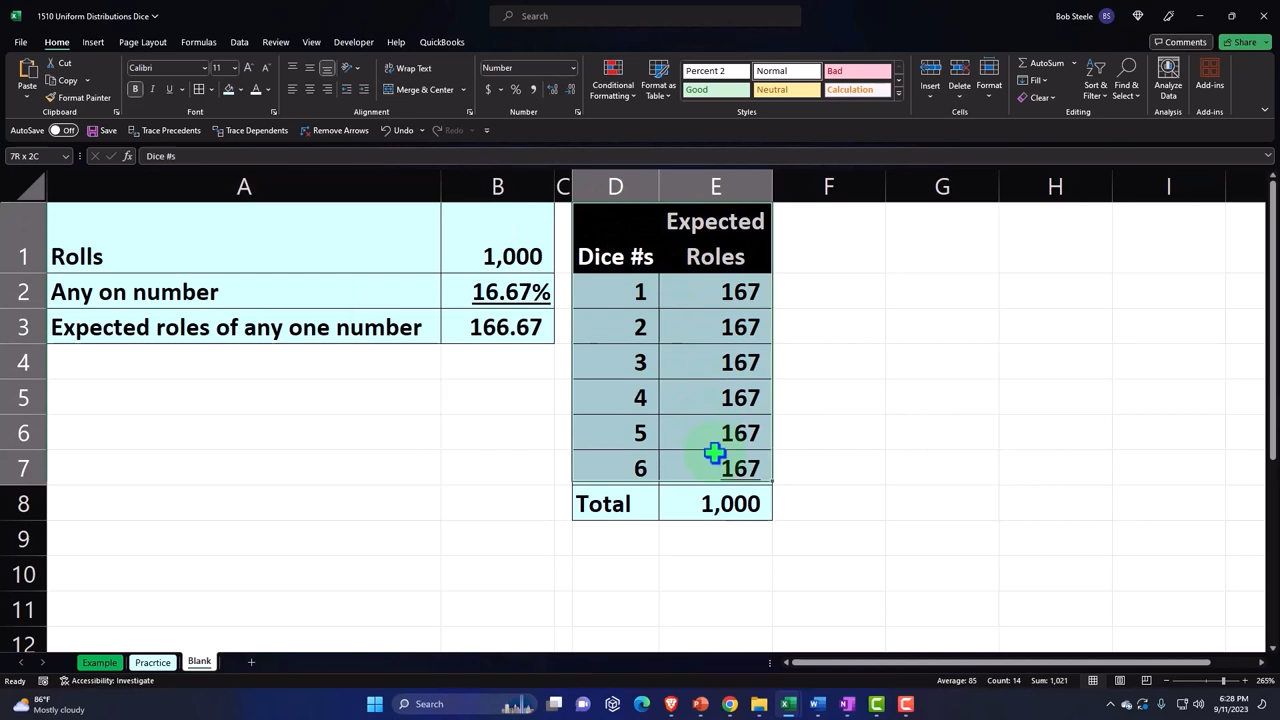 1510 Uniform Distributions Dice
Search
Bob Steele
BS
File
Home
Insert
Page Layout
Formulas
Data
Review
View
Developer
Help
QuickBooks
Comments
Share
Paste
Cut
Copy
Format Painter
Clipboard
Calibri
11
Font
Wrap Text
Merge & Center
Alignment
Number
Number
Conditional Formatting
Format as Table
Percent 2
Normal
Bad
Good
Neutral
Calculation
Styles
Insert
Delete
Format
Cells
AutoSum
Fill
Clear
Sort & Filter
Find & Select
Editing
Analyze Data
Analysis
Add-ins
Add-ins
AutoSave Off
Save
Trace Precedents
Trace Dependents
Remove Arrows
Undo
Redo
7R x 2C
fx
Dice #s
A B C D E F G H I
1 Rolls 1,000 Dice #s Expected Roles
2 Any on number 16.67% 1 167
3 Expected roles of any one number 166.67 2 167
4 3 167
5 4 167
6 5 167
7 6 167
8 Total 1,000
9
10
11
12
Example
Pracrtice
Blank
Ready
Accessibility: Investigate
Average: 85 Count: 14 Sum: 1,021
265%
86°F
Mostly cloudy
Search
6:28 PM
9/11/2023